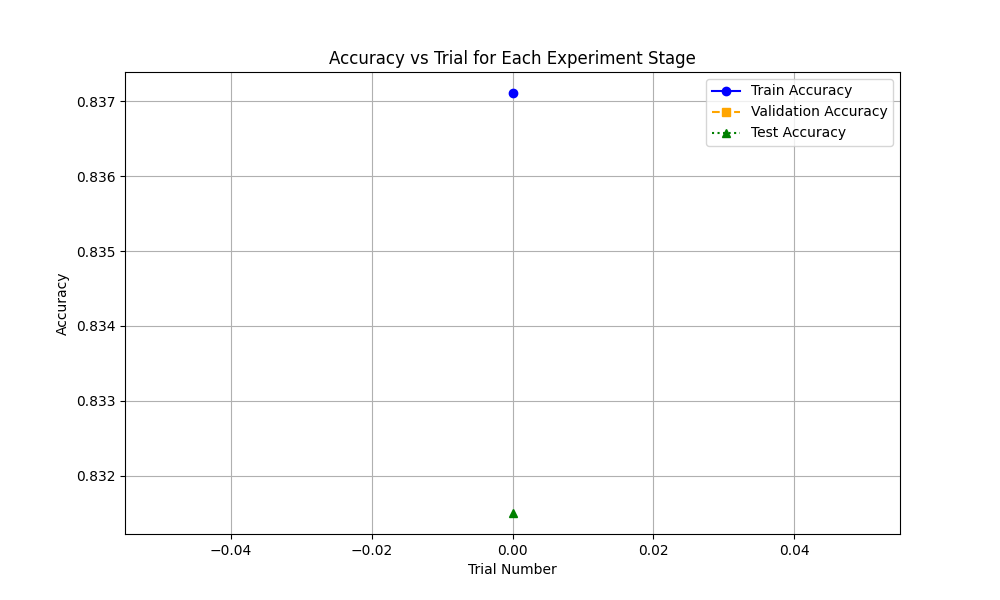 Accuracy vs Trial for Each Experiment Stage
Train Accuracy
Validation Accuracy
Test Accuracy
0.837
0.836
0.835
0.834
0.833
0.832
Accuracy
−0.04
−0.02
0.00
0.02
0.04
Trial Number